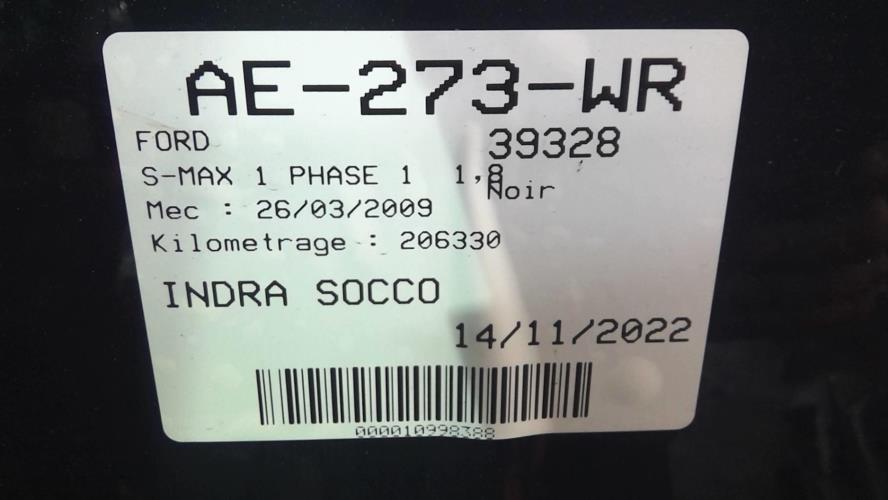 AE-273-WR
FORD 39328
S-MAX 1 PHASE 1 1,8
Noir
Mec : 26/03/2009
Kilometrage : 206330
INDRA SOCCO
14/11/2022
000010998388